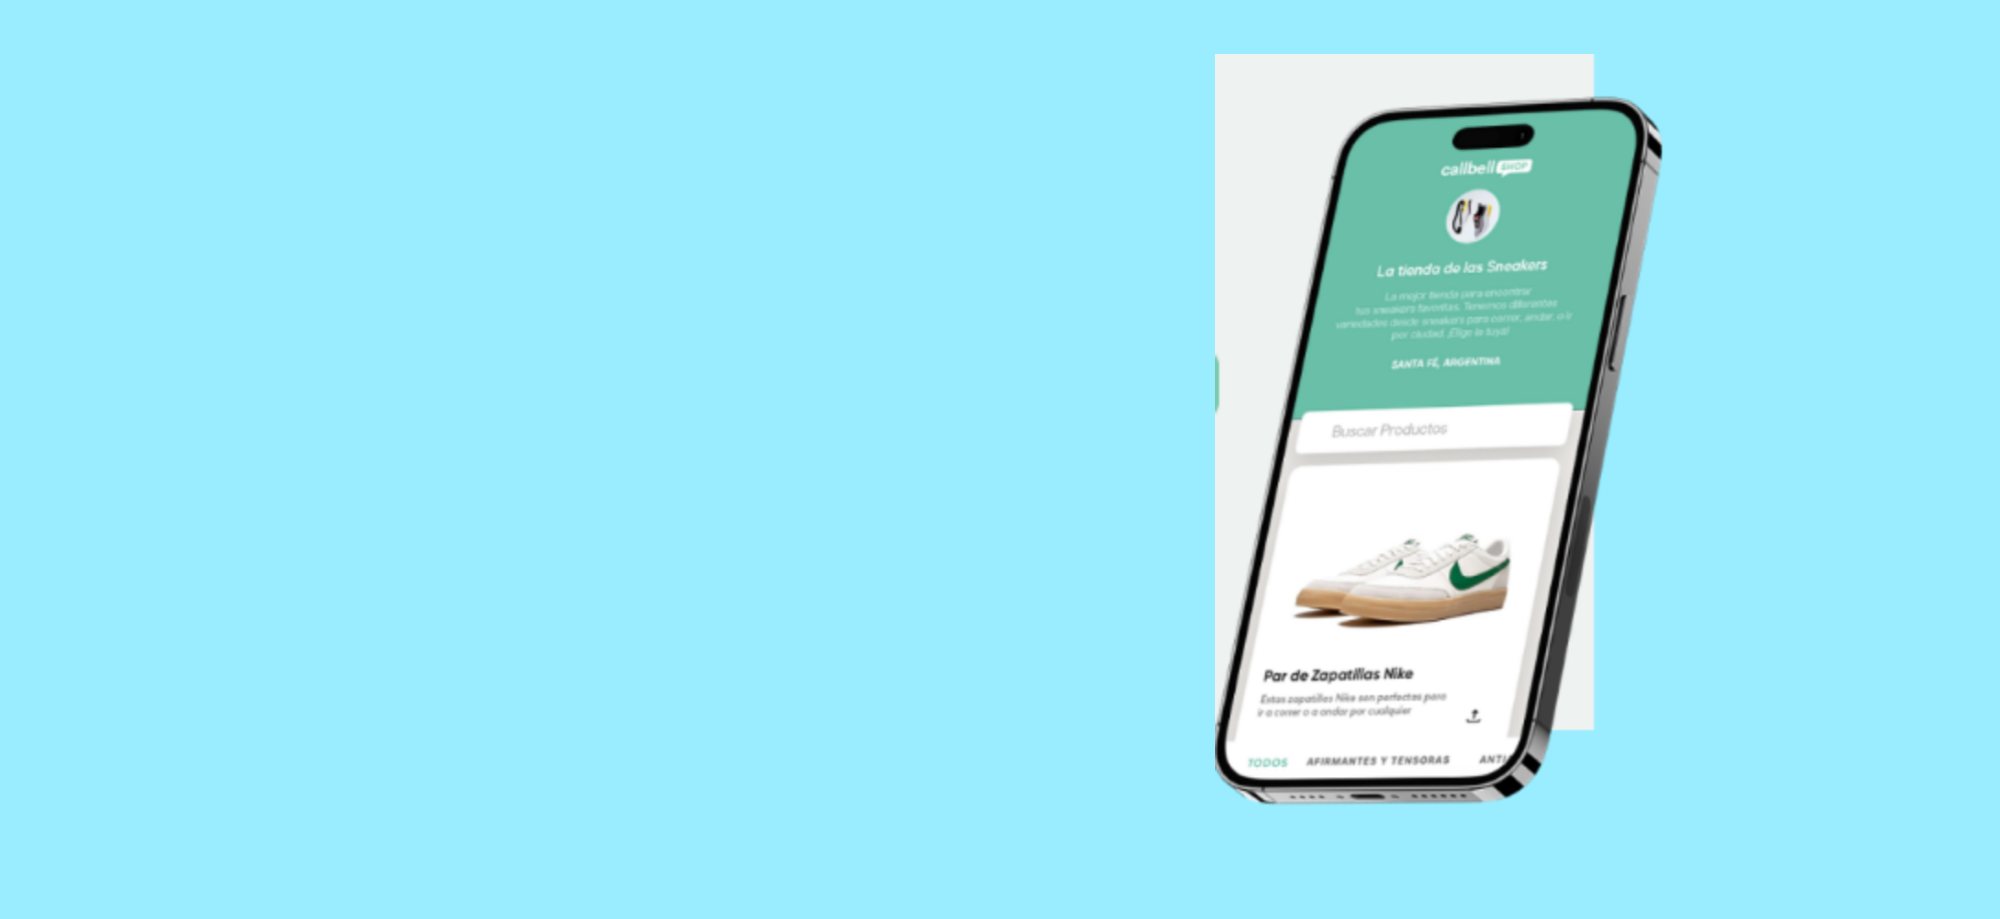 callbell SHOP
La tienda de las Sneakers
La mejor tienda para encontrar
tus sneakers favoritas. Tenemos diferentes
variedades desde sneakers para correr, andar, o ir
por ciudad. ¡Elige la tuya!
SANTA FÉ, ARGENTINA
Buscar Productos
Par de Zapatillas Nike
Estas zapatillas Nike son perfectas para
ir a correr o a andar por cualquier
TODOS AFIRMANTES Y TENSORAS ANTI